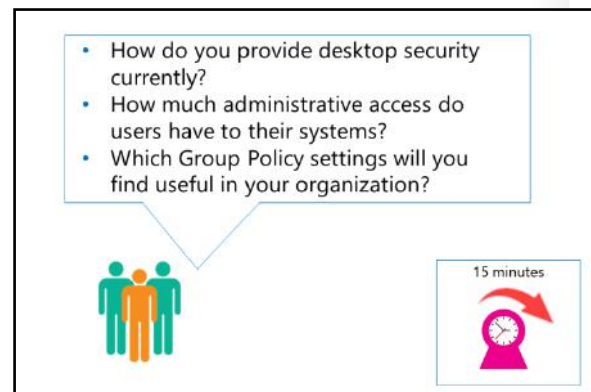 • How do you provide desktop security
currently?
• How much administrative access do
users have to their systems?
• Which Group Policy settings will you
find useful in your organization?
15 minutes